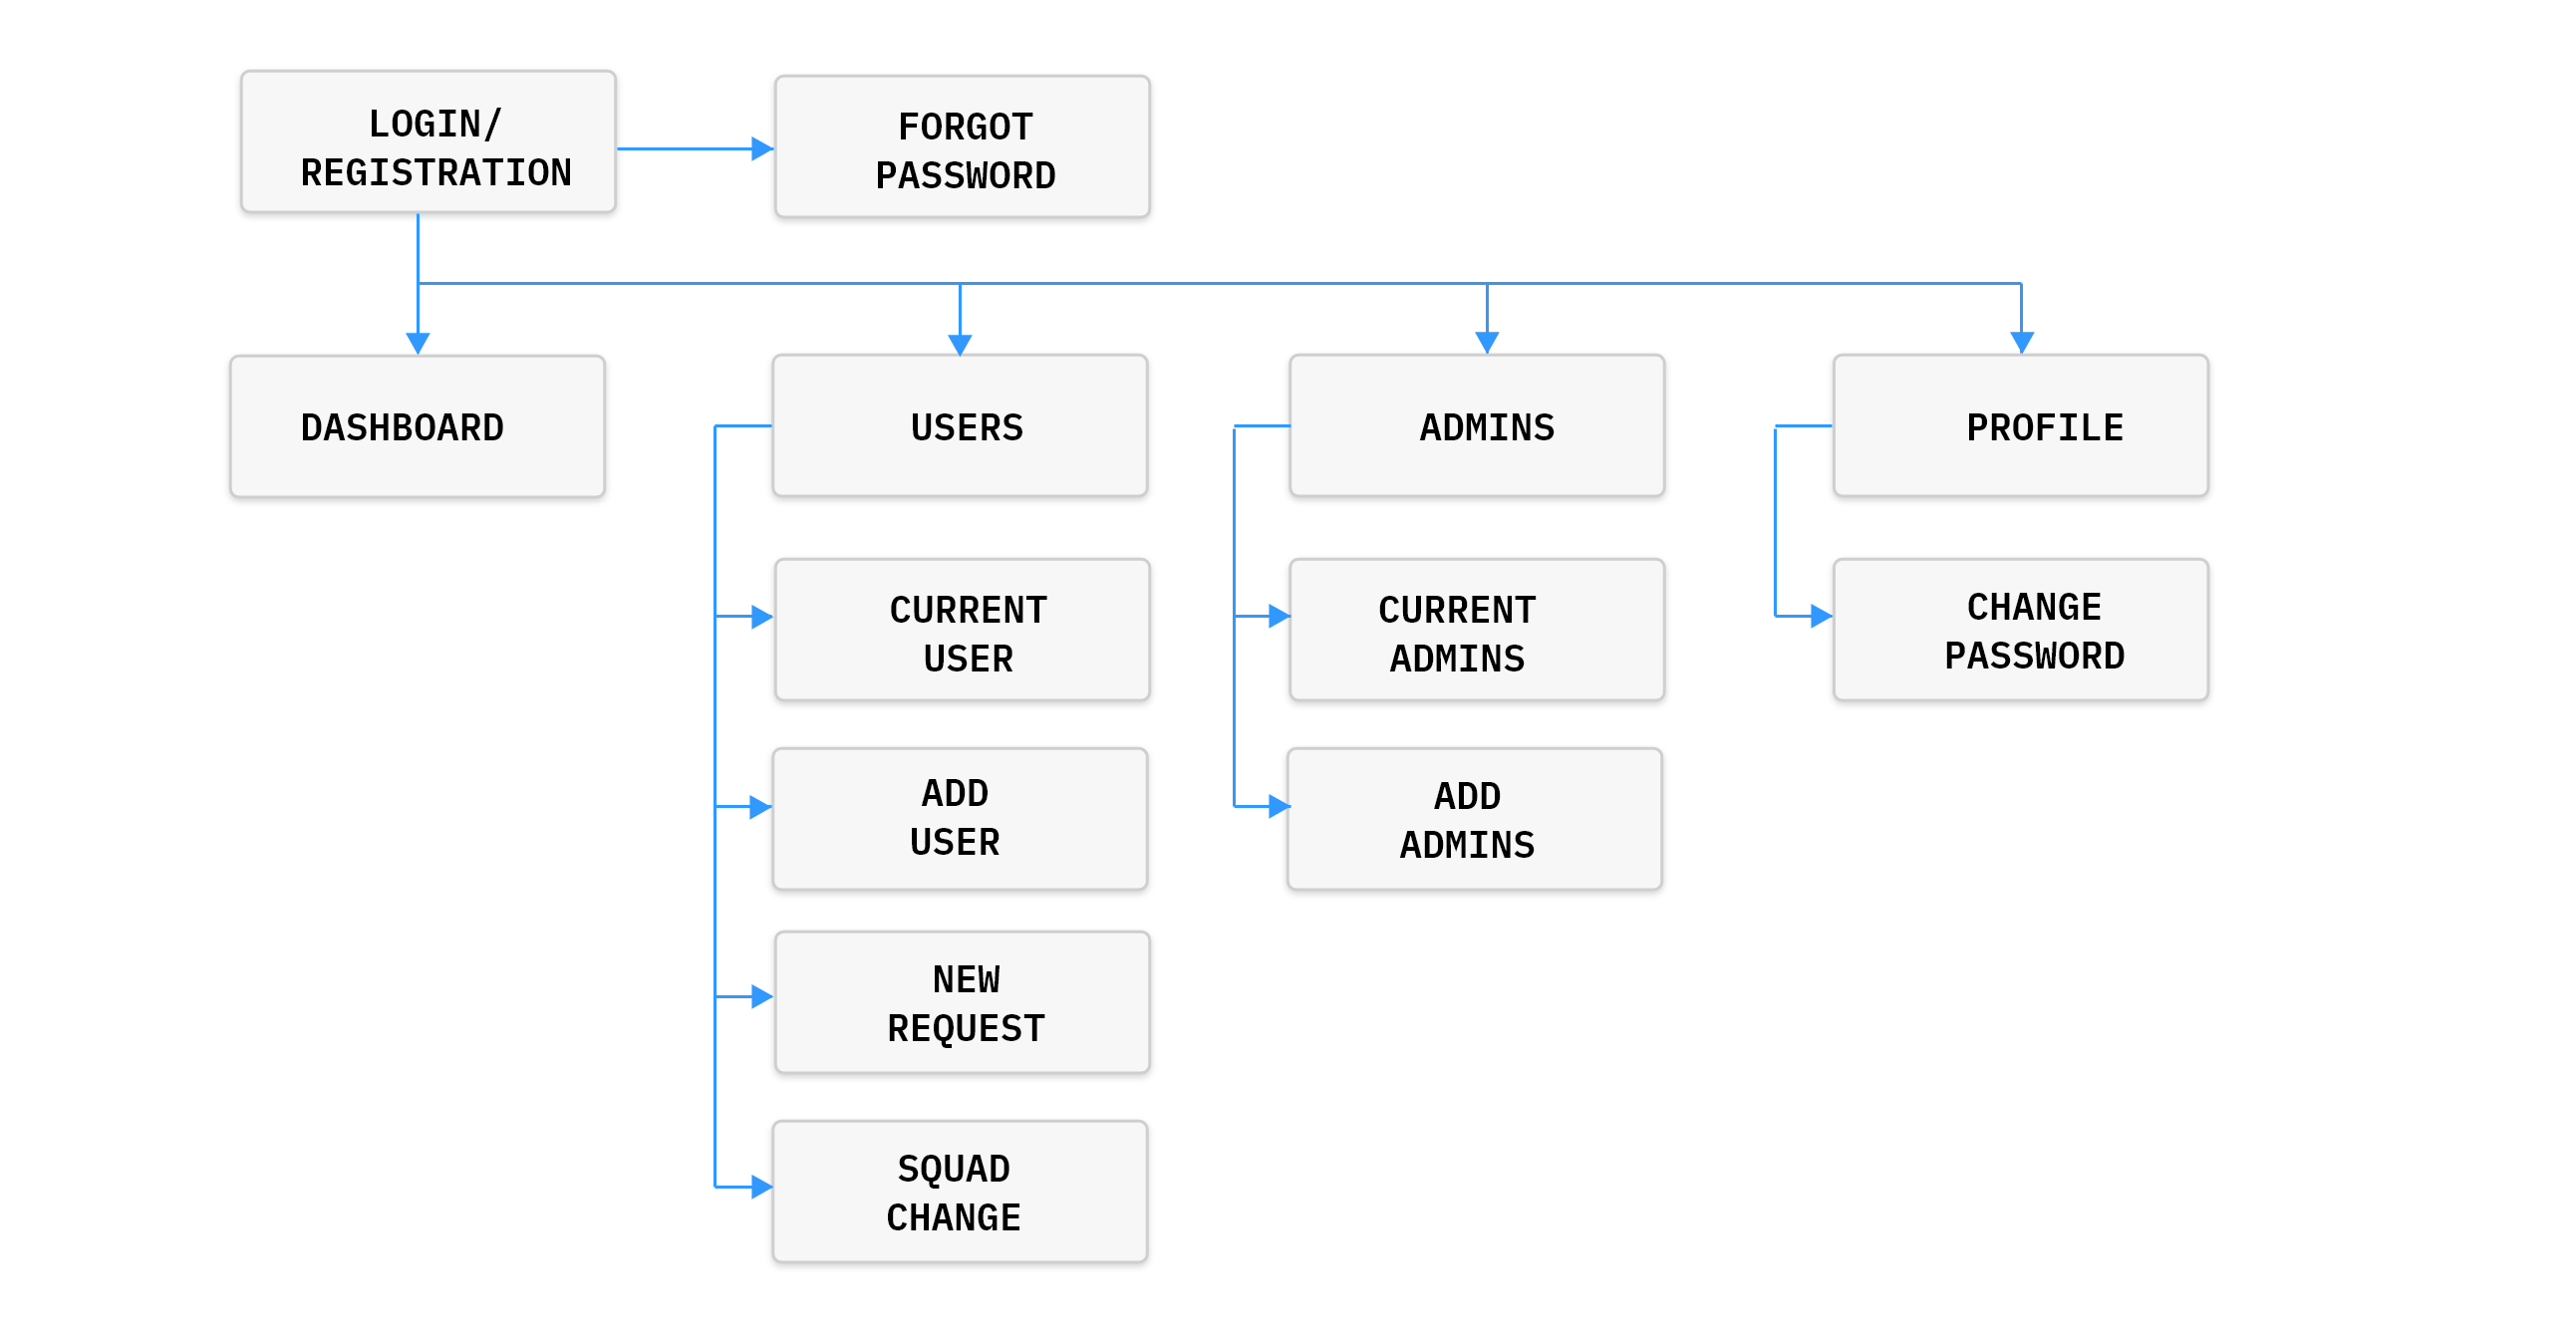 LOGIN/
REGISTRATION
FORGOT
PASSWORD
DASHBOARD
USERS
ADMINS
PROFILE
CURRENT
USER
CURRENT
ADMINS
CHANGE
PASSWORD
ADD
USER
ADD
ADMINS
NEW
REQUEST
SQUAD
CHANGE